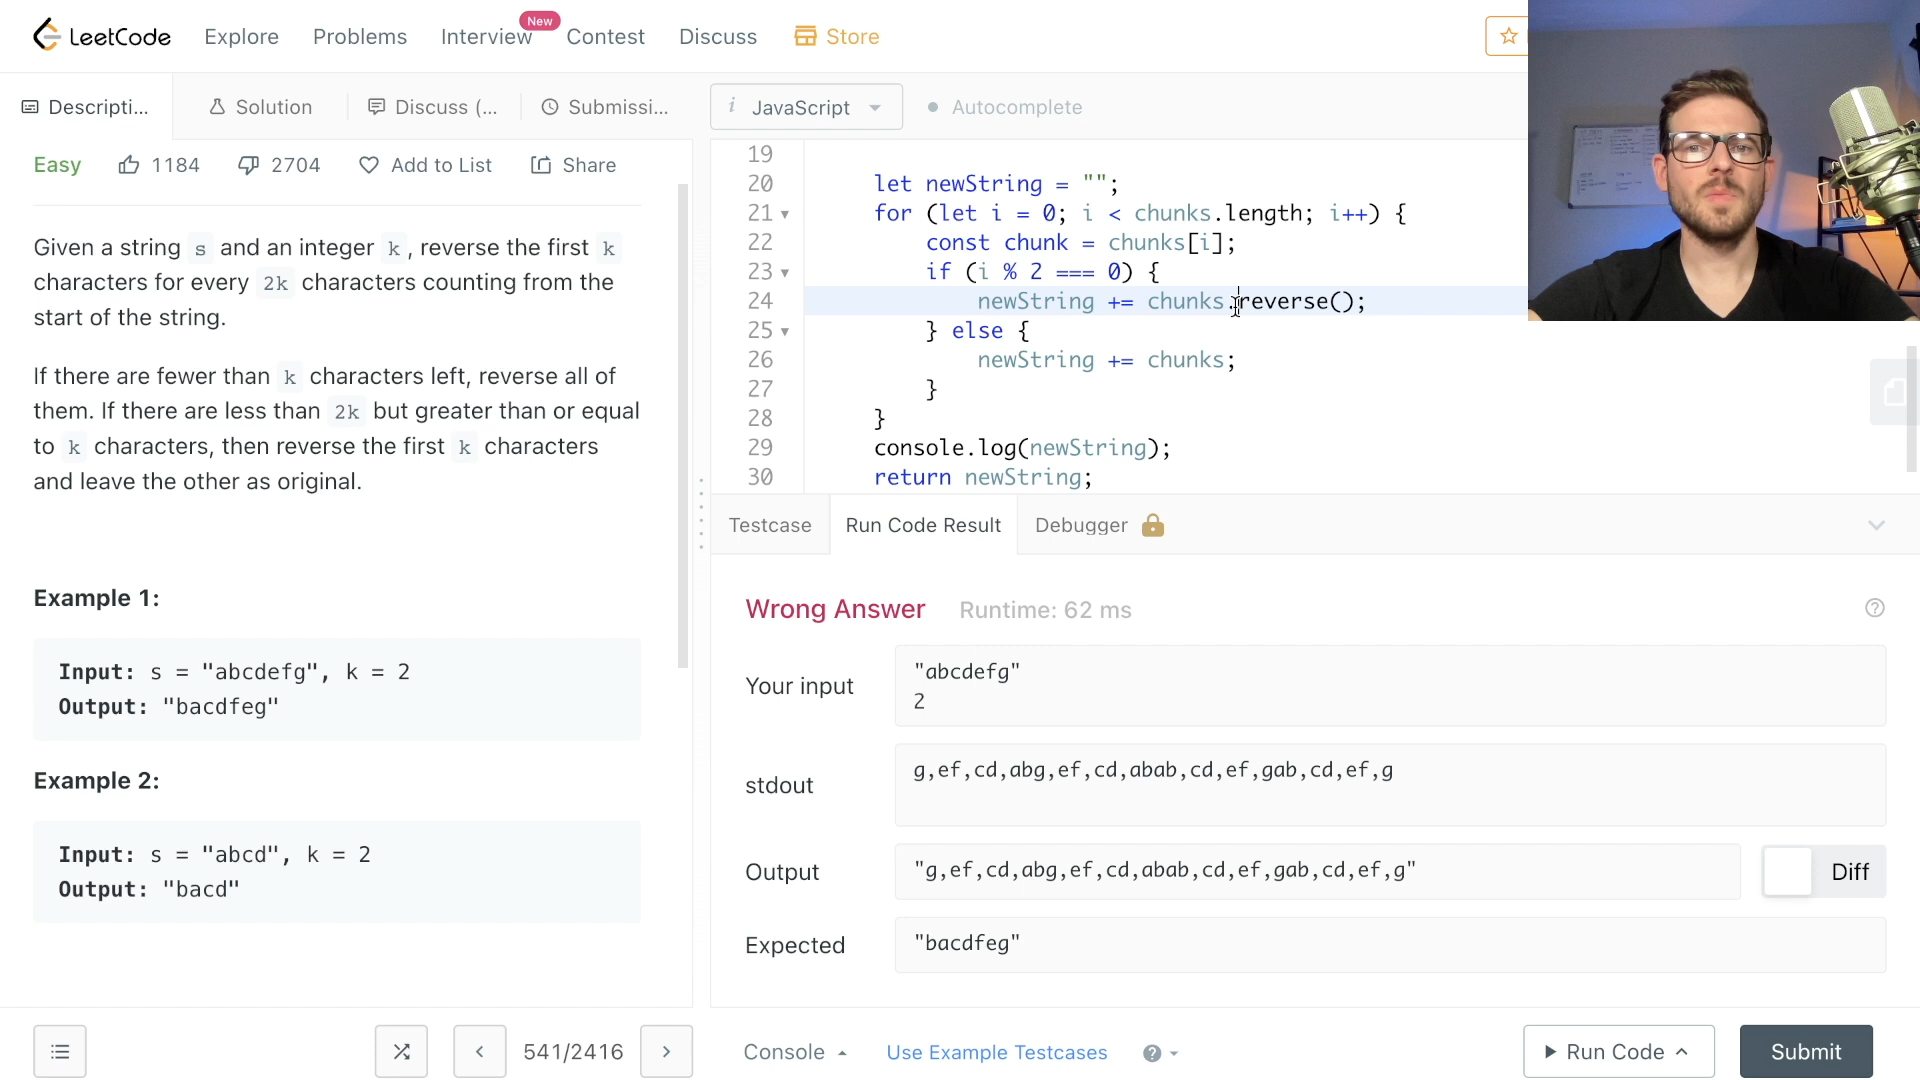 LeetCode
Explore
Problems
Interview
New
Contest
Discuss
Store
Descripti...
Solution
Discuss (...
Submissi...
i JavaScript
Autocomplete
Easy
1184
2704
Add to List
Share
Given a string s and an integer k, reverse the first k
characters for every 2k characters counting from the
start of the string.
If there are fewer than k characters left, reverse all of
them. If there are less than 2k but greater than or equal
to k characters, then reverse the first k characters
and leave the other as original.
Example 1:
Input: s = "abcdefg", k = 2
Output: "bacdfeg"
Example 2:
Input: s = "abcd", k = 2
Output: "bacd"
541/2416
19
20 let newString = "";
21 for (let i = 0; i < chunks.length; i++) {
22 const chunk = chunks[i];
23 if (i % 2 === 0) {
24 newString += chunks.reverse();
25 } else {
26 newString += chunks;
27 }
28 }
29 console.log(newString);
30 return newString;
Testcase
Run Code Result
Debugger
Wrong Answer
Runtime: 62 ms
Your input
"abcdefg"
2
stdout
g,ef,cd,abg,ef,cd,abab,cd,ef,gab,cd,ef,g
Output
"g,ef,cd,abg,ef,cd,abab,cd,ef,gab,cd,ef,g"
Diff
Expected
"bacdfeg"
Console
Use Example Testcases
Run Code
Submit